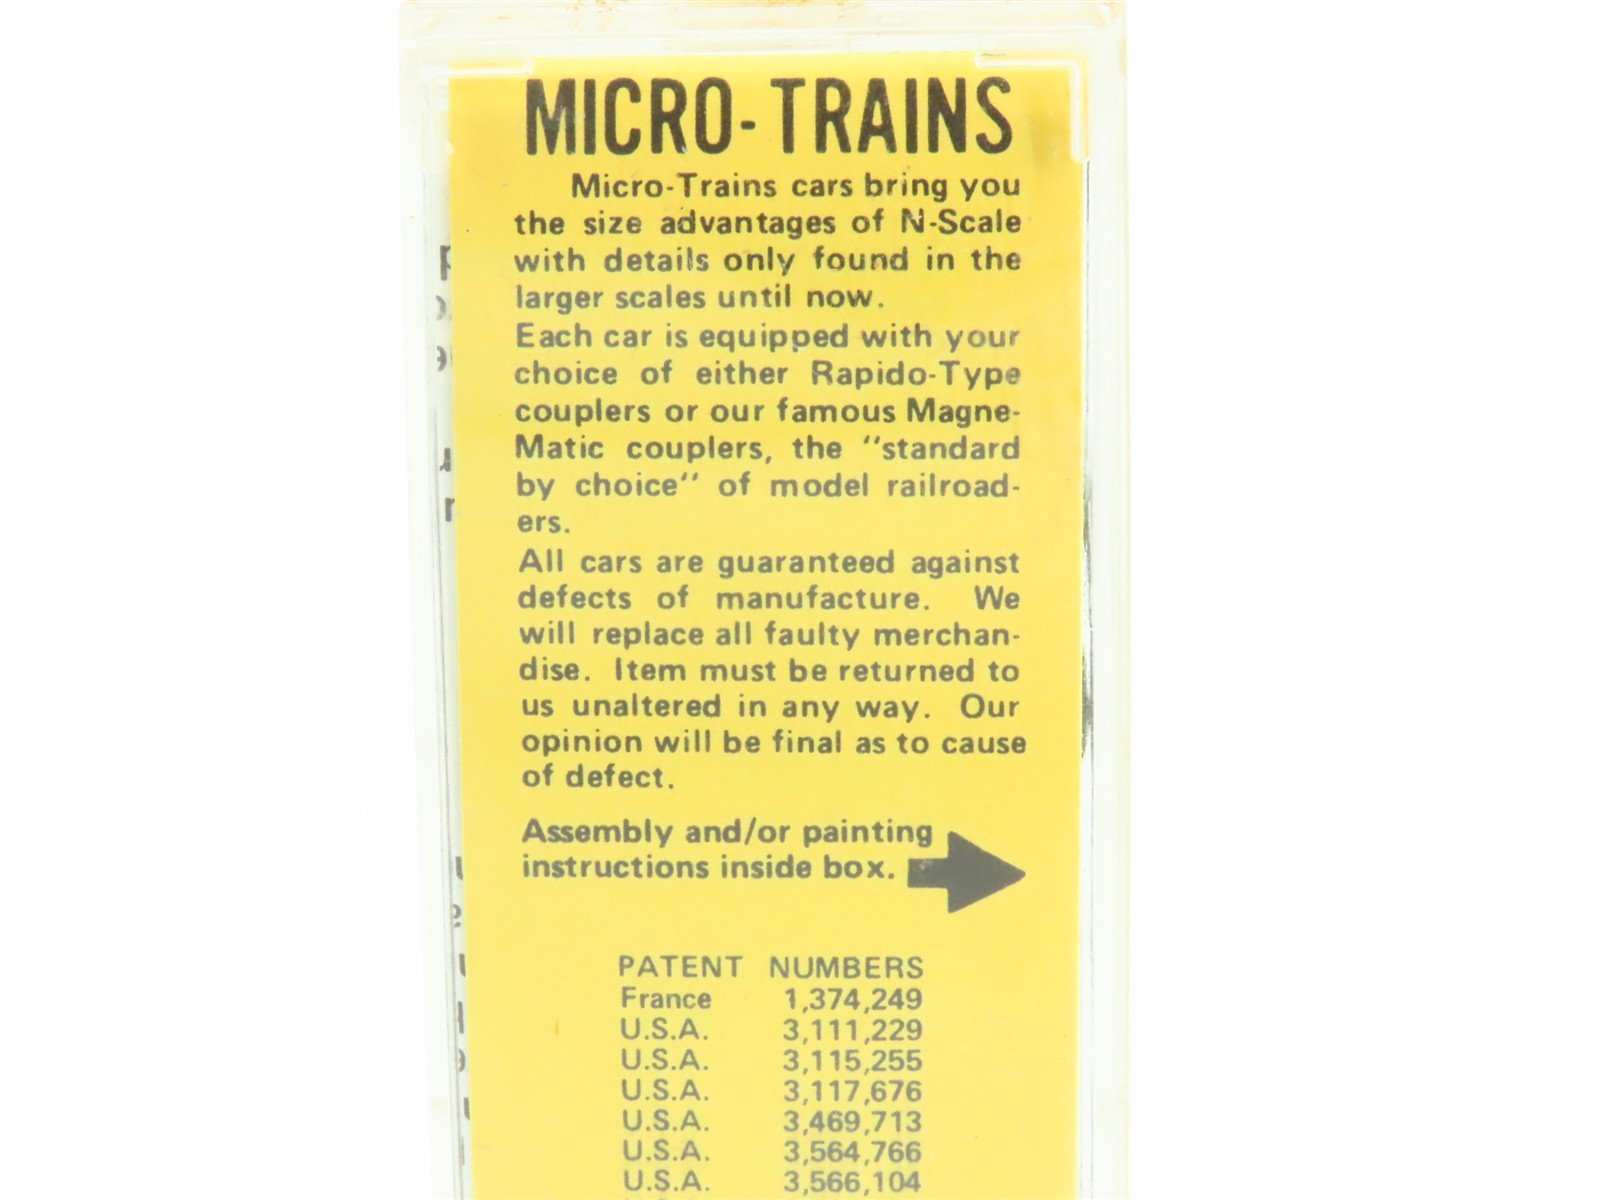 MICRO-TRAINS
Micro-Trains cars bring you
the size advantages of N-Scale
with details only found in the
larger scales until now.
Each car is equipped with your
choice of either Rapido-Type
couplers or our famous Magne-
Matic couplers, the "standard
by choice" of model railroad-
ers.
All cars are guaranteed against
defects of manufacture. We
will replace all faulty merchan-
dise. Item must be returned to
us unaltered in any way. Our
opinion will be final as to cause
of defect.
Assembly and/or painting
instructions inside box.
PATENT NUMBERS
France 1,374,249
U.S.A. 3,111,229
U.S.A. 3,115,255
U.S.A. 3,117,676
U.S.A. 3,469,713
U.S.A. 3,564,766
U.S.A. 3,566,104